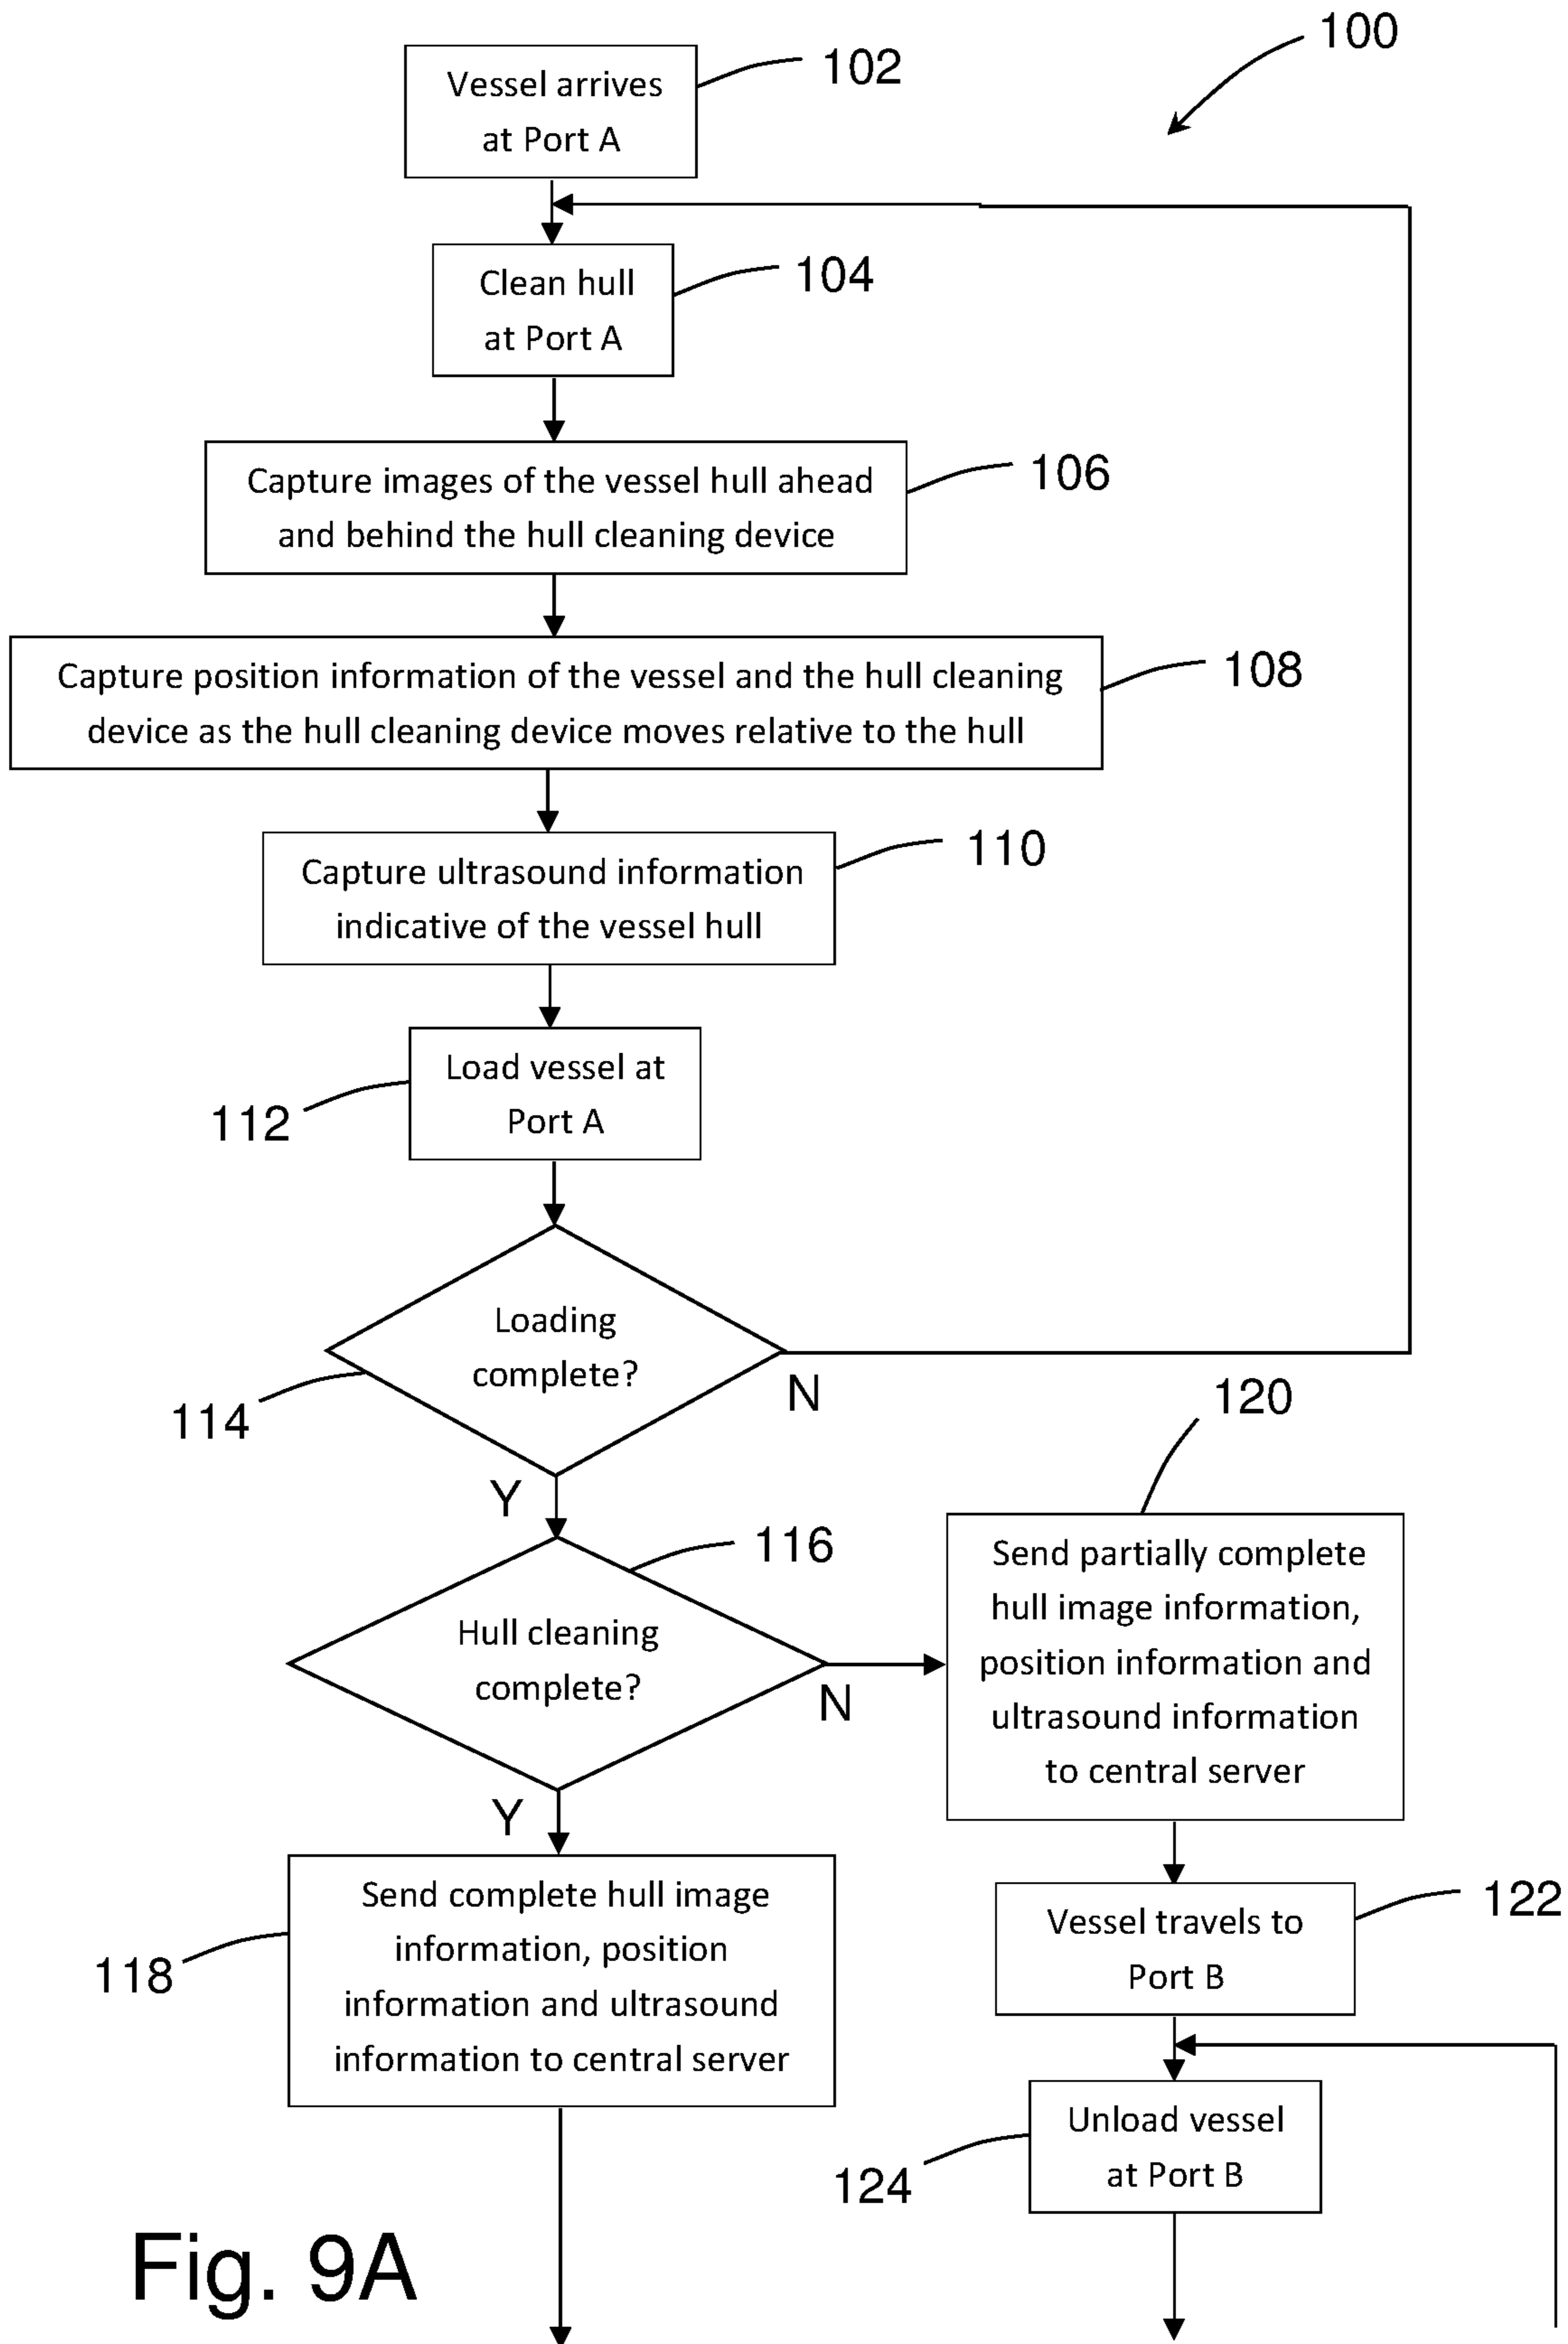 100
Vessel arrives
at Port A
102
Clean hull
at Port A
104
Capture images of the vessel hull ahead
and behind the hull cleaning device
106
Capture position information of the vessel and the hull cleaning
device as the hull cleaning device moves relative to the hull
108
Capture ultrasound information
indicative of the vessel hull
110
Load vessel at
Port A
112
Loading
complete?
114
N
Y
Hull cleaning
complete?
116
N
Y
120
Send partially complete
hull image information,
position information and
ultrasound information
to central server
Send complete hull image
information, position
information and ultrasound
information to central server
118
Vessel travels to
Port B
122
Unload vessel
at Port B
124
Fig. 9A